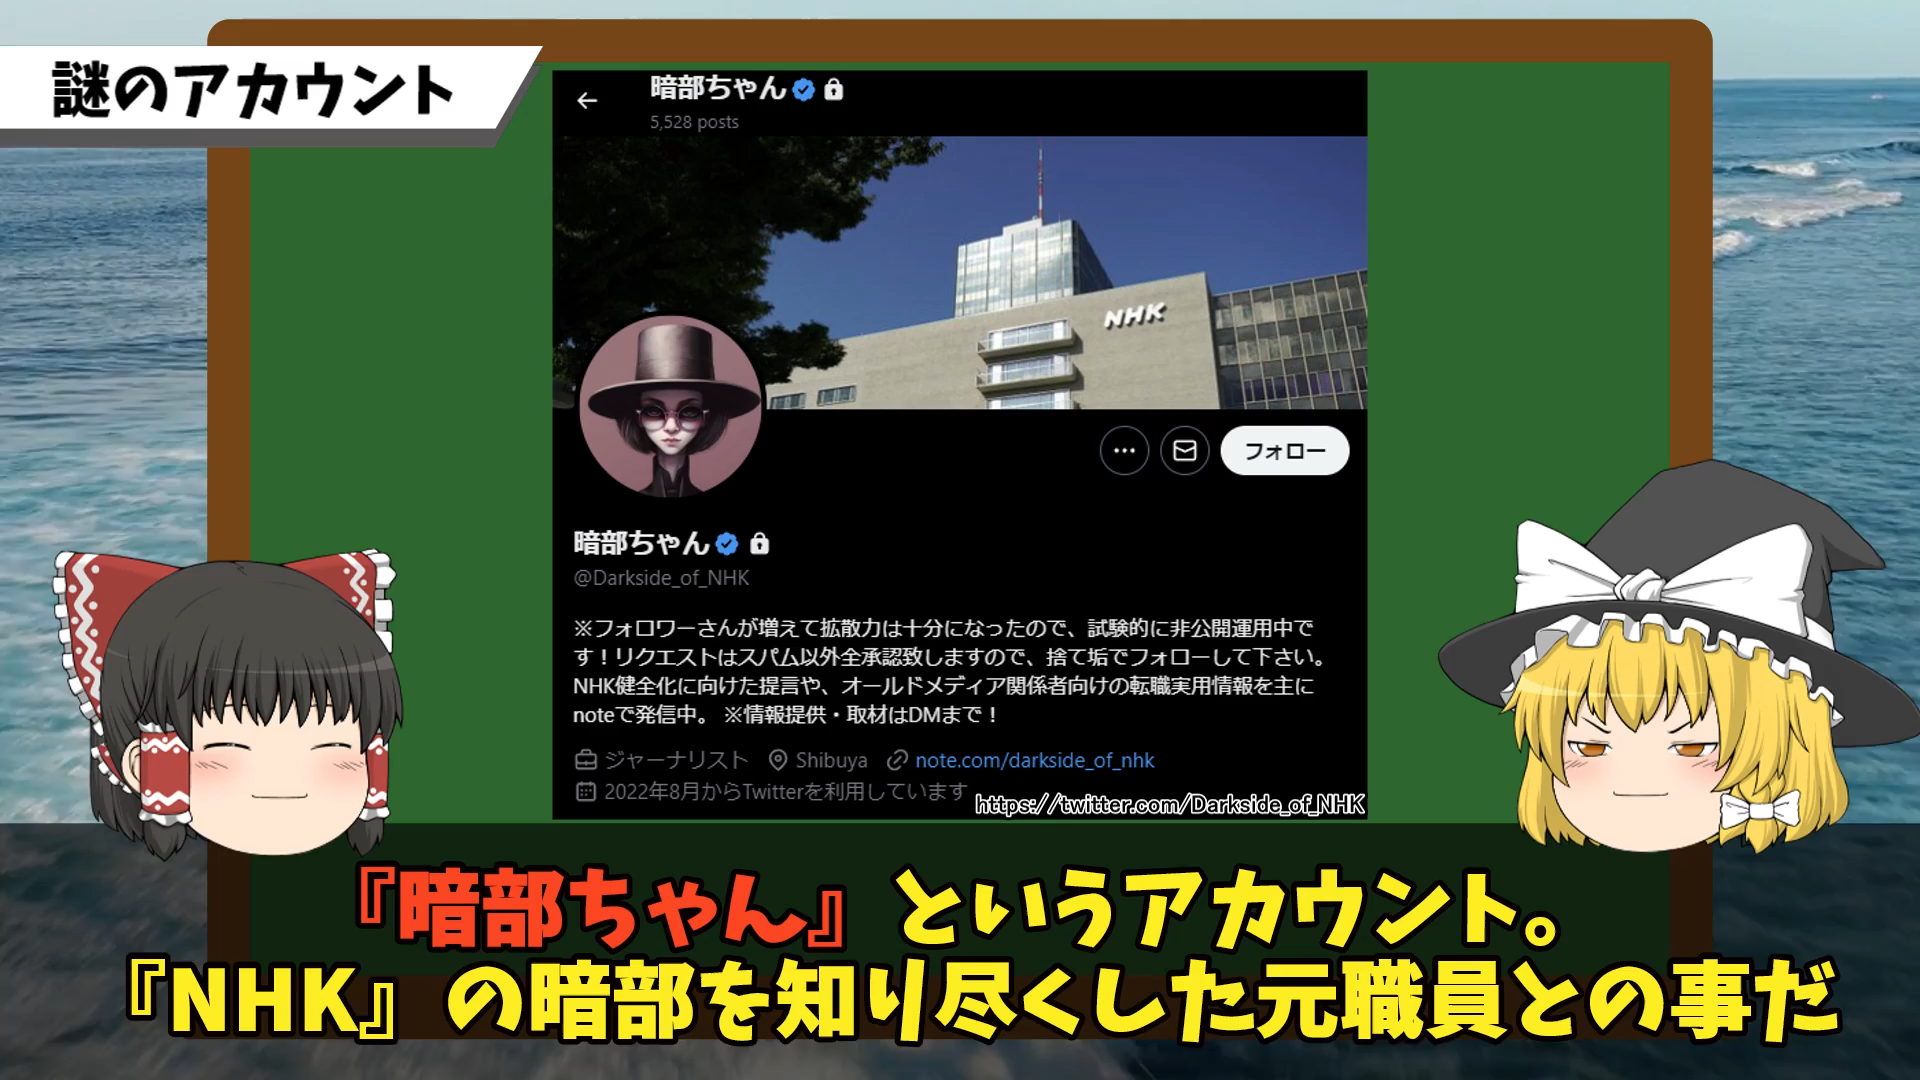 謎のアカウント
暗部ちゃん
5,528 posts
NHK
フォロー
暗部ちゃん
@Darkside_of_NHK
※フォロワーさんが増えて拡散力は十分になったので、試験的に非公開運用中で
す！リクエストはスパム以外全承認致しますので、捨て垢でフォローして下さい。
NHK健全化に向けた提言や、オールドメディア関係者向けの転職実用情報を主に
noteで発信中。 ※情報提供・取材はDMまで！
ジャーナリスト Shibuya note.com/darkside_of_nhk
2022年8月からTwitterを利用しています
https://twitter.com/Darkside_of_NHK
『暗部ちゃん』というアカウント。
『NHK』の暗部を知り尽くした元職員との事だ